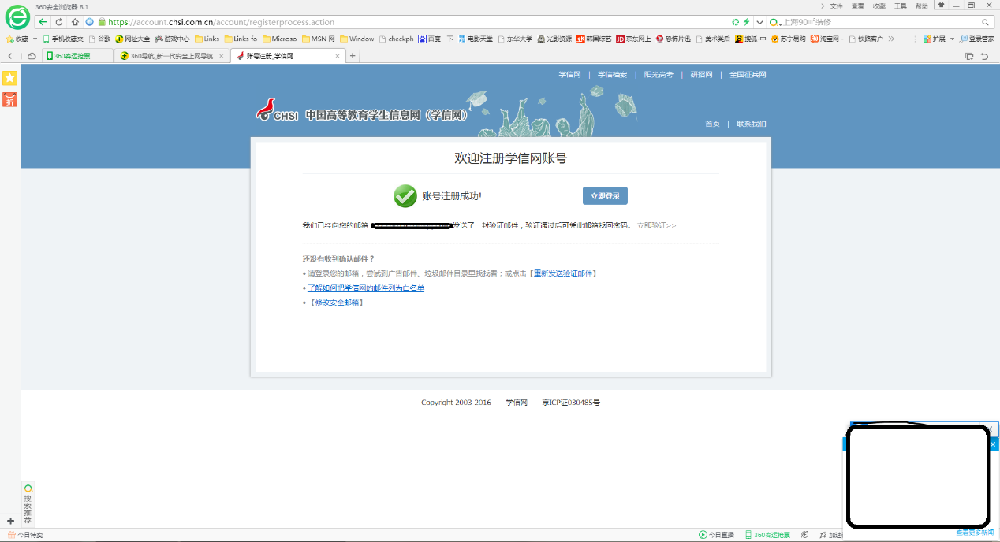 360安全浏览器 8.1
文件 查看 收藏 工具 帮助
https://account.chsi.com.cn/account/registerprocess.action
上海90㎡装修
收藏 手机收藏夹 谷歌 网址大全 游戏中心 Links Links fo Microso MSN 网 Window checkph 百度一下 电影天堂 东华大学 光影资源 韩国综艺 京东网上 恐怖片迅 美术类后 搜狐-中 苏宁易购 淘宝网 - 铁路客户 扩展 登录管家
360春运抢票 360导航_新一代安全上网导航 账号注册_学信网
折
学信网 | 学信档案 | 阳光高考 | 研招网 | 全国征兵网
CHSI 中国高等教育学生信息网（学信网）
首页 | 联系我们
欢迎注册学信网账号
账号注册成功!
立即登录
我们已经向您的邮箱 发送了一封验证邮件，验证通过后可凭此邮箱找回密码。 立即验证>>
还没有收到确认邮件？
• 请登录您的邮箱，尝试到广告邮件、垃圾邮件目录里找找看；或点击【重新发送验证邮件】
• 了解如何把学信网的邮件列为白名单
• 【修改安全邮箱】
Copyright 2003-2016 学信网 京ICP证030485号
搜索推荐
查看更多新闻
今日特卖
今日直播 360春运抢票